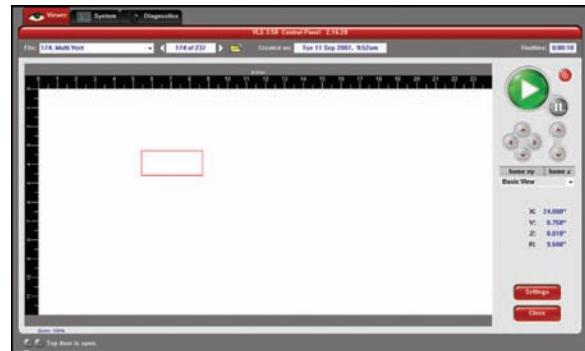 Viewer System Diagnostics
VLS 3.50 Control Panel 2.16.20
File: 174, Multi Vect 174 of 232 Created on: Tue 11 Sep 2007, 9:52am Runtime: 0:00:10
Inches
0 1 2 3 4 5 6 7 8 9 10 11 12 13 14 15 16 17 18 19 20 21 22 23
home xy home z
Basic View
X: 24.000"
Y: 0.750"
Z: 0.010"
Settings
Close
Zoom: 100%
Top door is open.